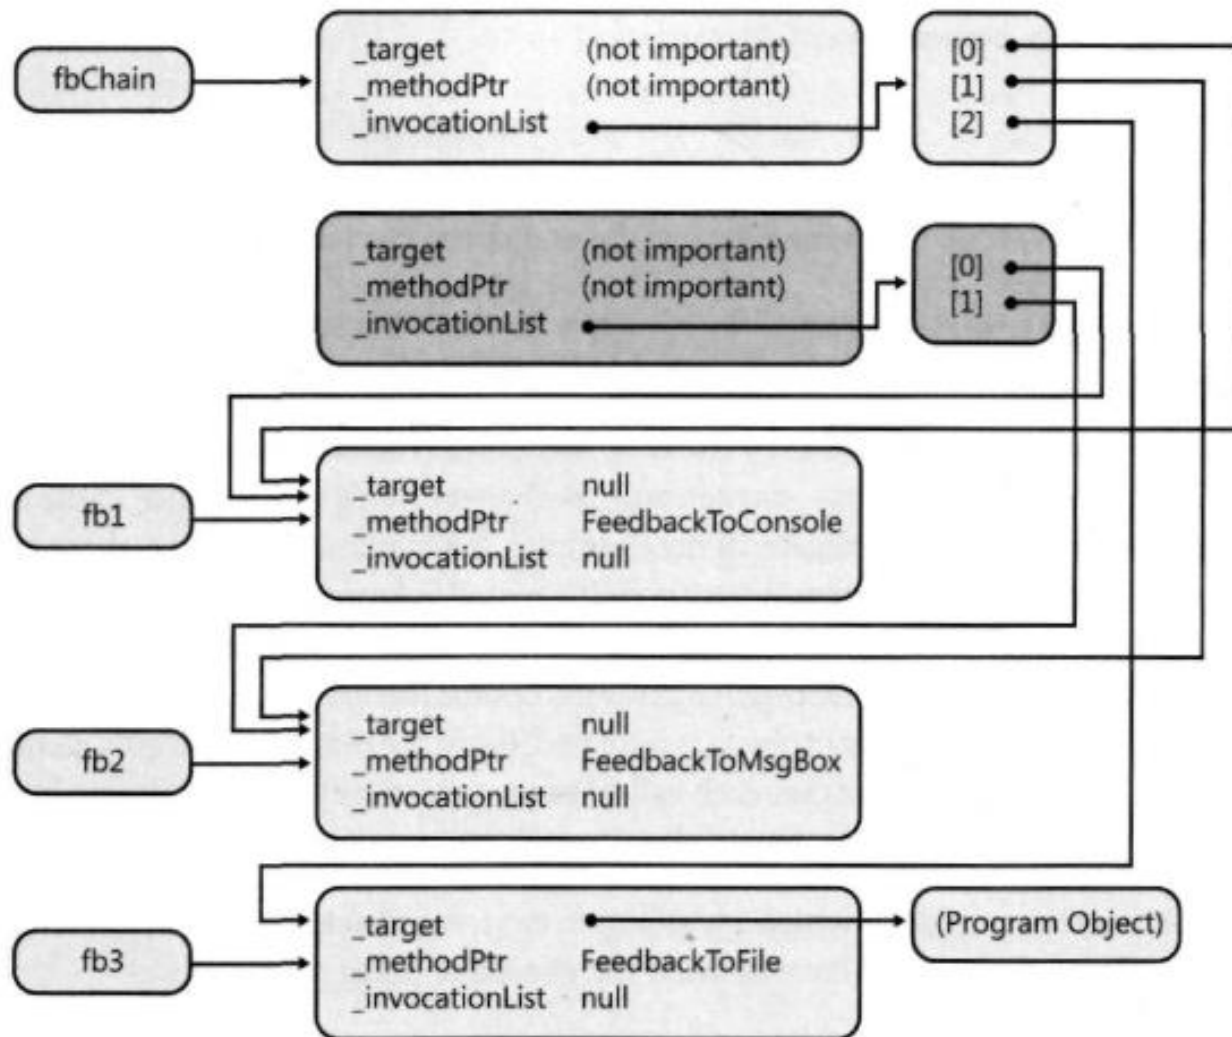 fbChain
_target (not important)
_methodPtr (not important)
_invocationList
[0]
[1]
[2]
_target (not important)
_methodPtr (not important)
_invocationList
[0]
[1]
fb1
_target null
_methodPtr FeedbackToConsole
_invocationList null
fb2
_target null
_methodPtr FeedbackToMsgBox
_invocationList null
fb3
_target
_methodPtr FeedbackToFile
_invocationList null
(Program Object)